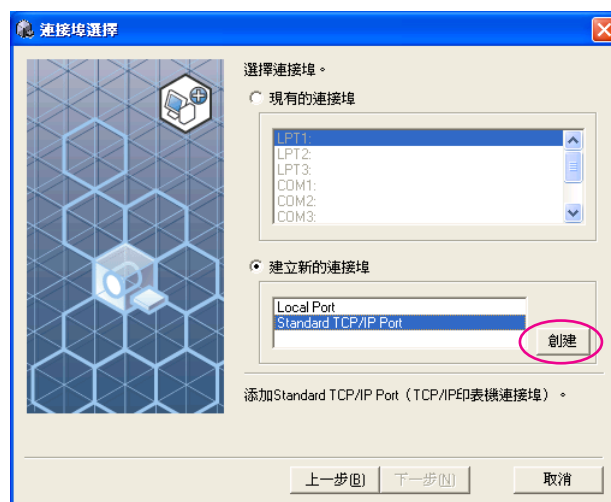 連接埠選擇
選擇連接埠。
現有的連接埠
LPT1:
LPT2:
LPT3:
COM1:
COM2:
COM3:
建立新的連接埠
Local Port
Standard TCP/IP Port
創建
添加Standard TCP/IP Port（TCP/IP印表機連接埠）。
上一步(B) 下一步(N) 取消